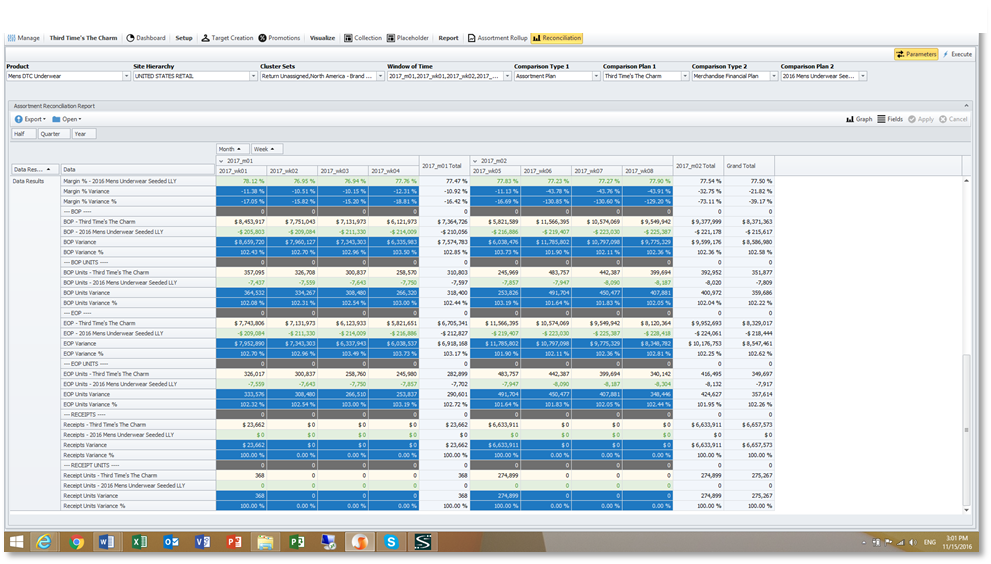 Manage Third Time's The Charm Dashboard Setup Target Creation Promotions Visualize Collection Placeholder Report Assortment Rollup Reconciliation
Parameters Execute
Product Site Hierarchy Cluster Sets Window of Time Comparison Type 1 Comparison Plan 1 Comparison Type 2 Comparison Plan 2
Mens DTC Underwear UNITED STATES RETAIL Return Unassigned,North America - Brand ... 2017_m01,2017_wk01,2017_wk02,2017_... Assortment Plan Third Time's The Charm Merchandise Financial Plan 2016 Mens Underwear See...
Assortment Reconciliation Report
Export Open Graph Fields Apply Cancel
Half Quarter Year
Month Week
2017_m01 2017_m01 Total 2017_m02 2017_m02 Total Grand Total
Data Res... Data 2017_wk01 2017_wk02 2017_wk03 2017_wk04 2017_wk05 2017_wk06 2017_wk07 2017_wk08
Data Results Margin % - 2016 Mens Underwear Seeded LLY 78.12 % 76.95 % 76.94 % 77.76 % 77.47 % 77.83 % 77.23 % 77.27 % 77.90 % 77.54 % 77.50 %
Margin % Variance -11.38 % -10.51 % -10.15 % -12.31 % -10.92 % -11.13 % -43.78 % -43.76 % -43.91 % -32.75 % -21.82 %
Margin % Variance % -17.05 % -15.82 % -15.20 % -18.81 % -16.42 % -16.69 % -130.85 % -130.60 % -129.20 % -73.11 % -39.17 %
--- BOP ---- 0 0 0 0 0 0 0 0 0 0 0
BOP - Third Time's The Charm $ 8,453,917 $ 7,751,043 $ 7,131,973 $ 6,121,973 $ 7,364,726 $ 5,821,589 $ 11,566,395 $ 10,574,069 $ 9,549,942 $ 9,377,999 $ 8,371,363
BOP - 2016 Mens Underwear Seeded LLY -$ 205,803 -$ 209,084 -$ 211,330 -$ 214,009 -$ 210,056 -$ 216,886 -$ 219,407 -$ 223,030 -$ 225,387 -$ 221,178 -$ 215,617
BOP Variance $ 8,659,720 $ 7,960,127 $ 7,343,303 $ 6,335,983 $ 7,574,783 $ 6,038,476 $ 11,785,802 $ 10,797,098 $ 9,775,329 $ 9,599,176 $ 8,586,980
BOP Variance % 102.43 % 102.70 % 102.96 % 103.50 % 102.85 % 103.73 % 101.90 % 102.11 % 102.36 % 102.36 % 102.58 %
--- BOP UNITS ---- 0 0 0 0 0 0 0 0 0 0 0
BOP Units - Third Time's The Charm 357,095 326,708 300,837 258,570 310,803 245,969 483,757 442,387 399,694 392,952 351,877
BOP Units - 2016 Mens Underwear Seeded LLY -7,437 -7,559 -7,643 -7,750 -7,597 -7,857 -7,947 -8,090 -8,187 -8,020 -7,809
BOP Units Variance 364,532 334,267 308,480 266,320 318,400 253,826 491,704 450,477 407,881 400,972 359,686
BOP Units Variance % 102.08 % 102.31 % 102.54 % 103.00 % 102.44 % 103.19 % 101.64 % 101.83 % 102.05 % 102.04 % 102.22 %
--- EOP ---- 0 0 0 0 0 0 0 0 0 0 0
EOP - Third Time's The Charm $ 7,743,806 $ 7,131,973 $ 6,123,933 $ 5,821,651 $ 6,705,341 $ 11,566,395 $ 10,574,069 $ 9,549,942 $ 8,120,364 $ 9,952,693 $ 8,329,017
EOP - 2016 Mens Underwear Seeded LLY -$ 209,084 -$ 211,330 -$ 214,009 -$ 216,886 -$ 212,827 -$ 219,407 -$ 223,030 -$ 225,387 -$ 228,418 -$ 224,061 -$ 218,444
EOP Variance $ 7,952,890 $ 7,343,303 $ 6,337,943 $ 6,038,537 $ 6,918,168 $ 11,785,802 $ 10,797,098 $ 9,775,329 $ 8,348,782 $ 10,176,753 $ 8,547,461
EOP Variance % 102.70 % 102.96 % 103.49 % 103.73 % 103.17 % 101.90 % 102.11 % 102.36 % 102.81 % 102.25 % 102.62 %
--- EOP UNITS ---- 0 0 0 0 0 0 0 0 0 0 0
EOP Units - Third Time's The Charm 326,017 300,837 258,760 245,980 282,899 483,757 442,387 399,694 340,142 416,495 349,697
EOP Units - 2016 Mens Underwear Seeded LLY -7,559 -7,643 -7,750 -7,857 -7,702 -7,947 -8,090 -8,187 -8,304 -8,132 -7,917
EOP Units Variance 333,576 308,480 266,510 253,837 290,601 491,704 450,477 407,881 348,446 424,627 357,614
EOP Units Variance % 102.32 % 102.54 % 103.00 % 103.19 % 102.72 % 101.64 % 101.83 % 102.05 % 102.44 % 101.95 % 102.26 %
--- RECEIPTS ---- 0 0 0 0 0 0 0 0 0 0 0
Receipts - Third Time's The Charm $ 23,662 $ 0 $ 0 $ 0 $ 23,662 $ 6,633,911 $ 0 $ 0 $ 0 $ 6,633,911 $ 6,657,573
Receipts - 2016 Mens Underwear Seeded LLY $ 0 $ 0 $ 0 $ 0 $ 0 $ 0 $ 0 $ 0 $ 0 $ 0 $ 0
Receipts Variance $ 23,662 $ 0 $ 0 $ 0 $ 23,662 $ 6,633,911 $ 0 $ 0 $ 0 $ 6,633,911 $ 6,657,573
Receipts Variance % 100.00 % 0.00 % 0.00 % 0.00 % 100.00 % 100.00 % 0.00 % 0.00 % 0.00 % 100.00 % 100.00 %
--- RECEIPT UNITS ---- 0 0 0 0 0 0 0 0 0 0 0
Receipt Units - Third Time's The Charm 368 0 0 0 368 274,899 0 0 0 274,899 275,267
Receipt Units - 2016 Mens Underwear Seeded LLY 0 0 0 0 0 0 0 0 0 0 0
Receipt Units Variance 368 0 0 0 368 274,899 0 0 0 274,899 275,267
Receipt Units Variance % 100.00 % 0.00 % 0.00 % 0.00 % 100.00 % 100.00 % 0.00 % 0.00 % 0.00 % 100.00 % 100.00 %
ENG 3:01 PM
11/15/2016